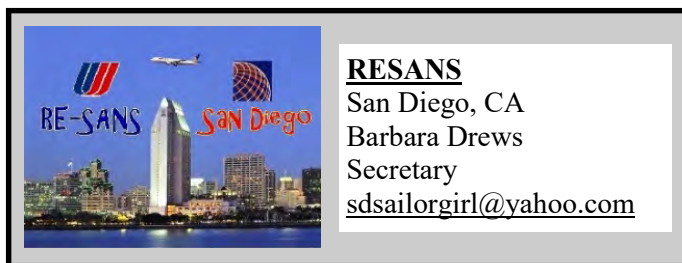 RE-SANS
San Diego
RESANS
San Diego, CA
Barbara Drews
Secretary
sdsailorgirl@yahoo.com